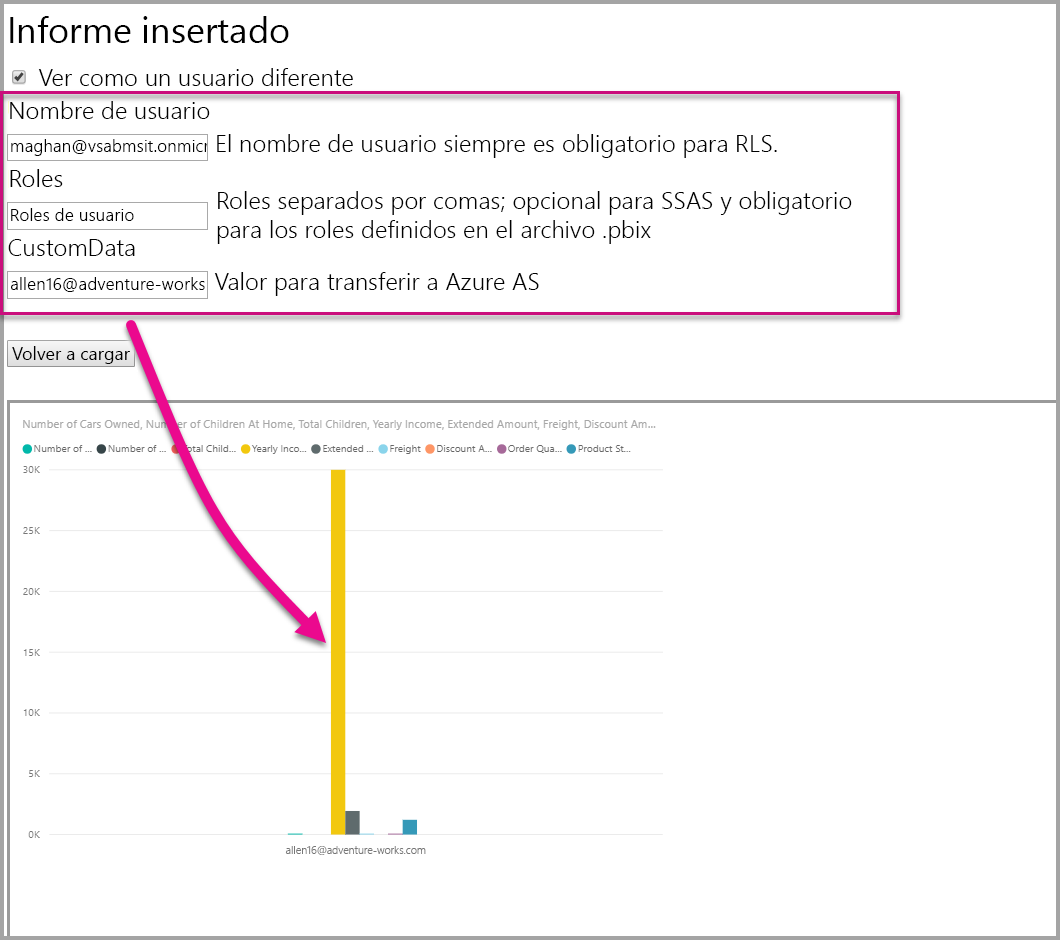 Informe insertado
Ver como un usuario diferente
Nombre de usuario
maghan@vsabmsit.onmicr
El nombre de usuario siempre es obligatorio para RLS.
Roles
Roles de usuario
Roles separados por comas; opcional para SSAS y obligatorio
para los roles definidos en el archivo .pbix
CustomData
allen16@adventure-works
Valor para transferir a Azure AS
Volver a cargar
Number of Cars Owned, Number of Children At Home, Total Children, Yearly Income, Extended Amount, Freight, Discount Am...
Number of ... Number of ... Total Child... Yearly Inco... Extended ... Freight Discount A... Order Qua... Product St...
30K
25K
20K
15K
10K
5K
0K
allen16@adventure-works.com